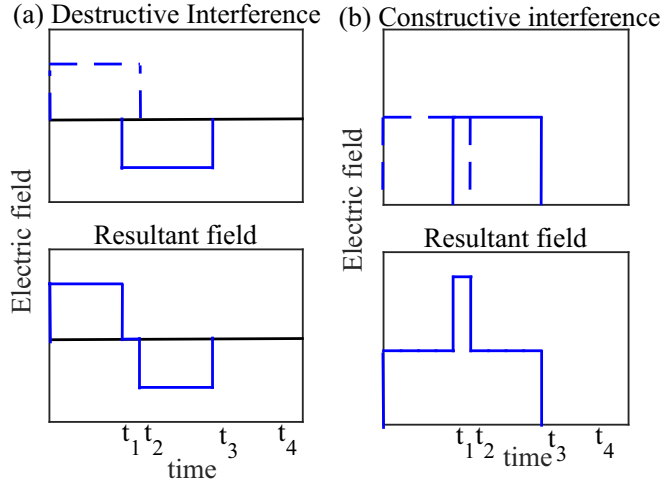 (a) Destructive Interference
(b) Constructive interference
Electric field
Resultant field
t1 t2 t3 t4
time
Electric field
Resultant field
t1 t2 t3 t4
time